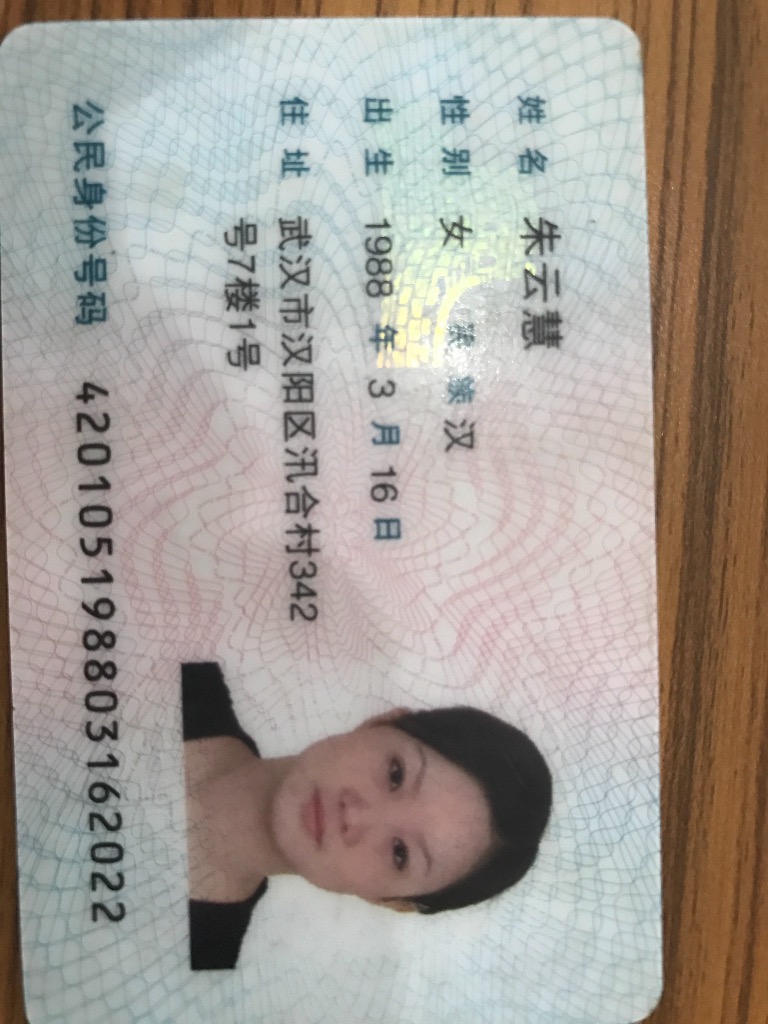 姓名 朱云慧
性别 女 民族 汉
出生 1988 年 3 月 16 日
住址 武汉市汉阳区汛合村342
号7楼1号
公民身份号码 420105198803162022